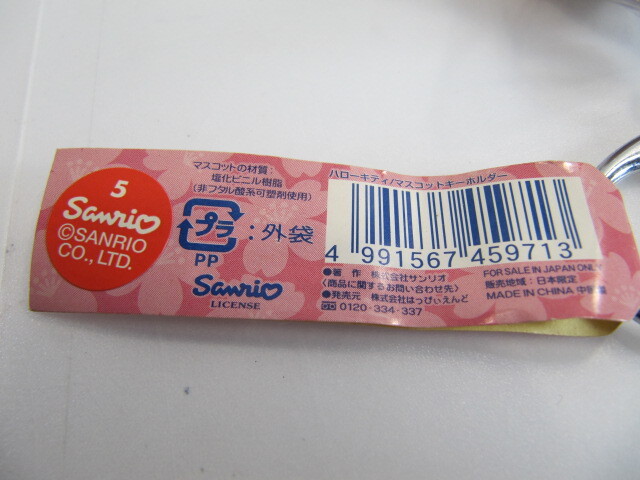 5
Sanrio
©SANRIO
CO., LTD.
マスコットの材質:
塩化ビニル樹脂
(非フタル酸系可塑剤使用)
プラ
:外袋
PP
Sanrio
LICENSE
ハローキティ/マスコットキーホルダー
4 991567 459713
●著作 株式会社サンリオ
〈商品に関するお問い合わせ先〉
●発売元 株式会社はっぴぃえんど
0120-334-337
FOR SALE IN JAPAN ONLY
販売地域:日本限定
MADE IN CHINA 中国製